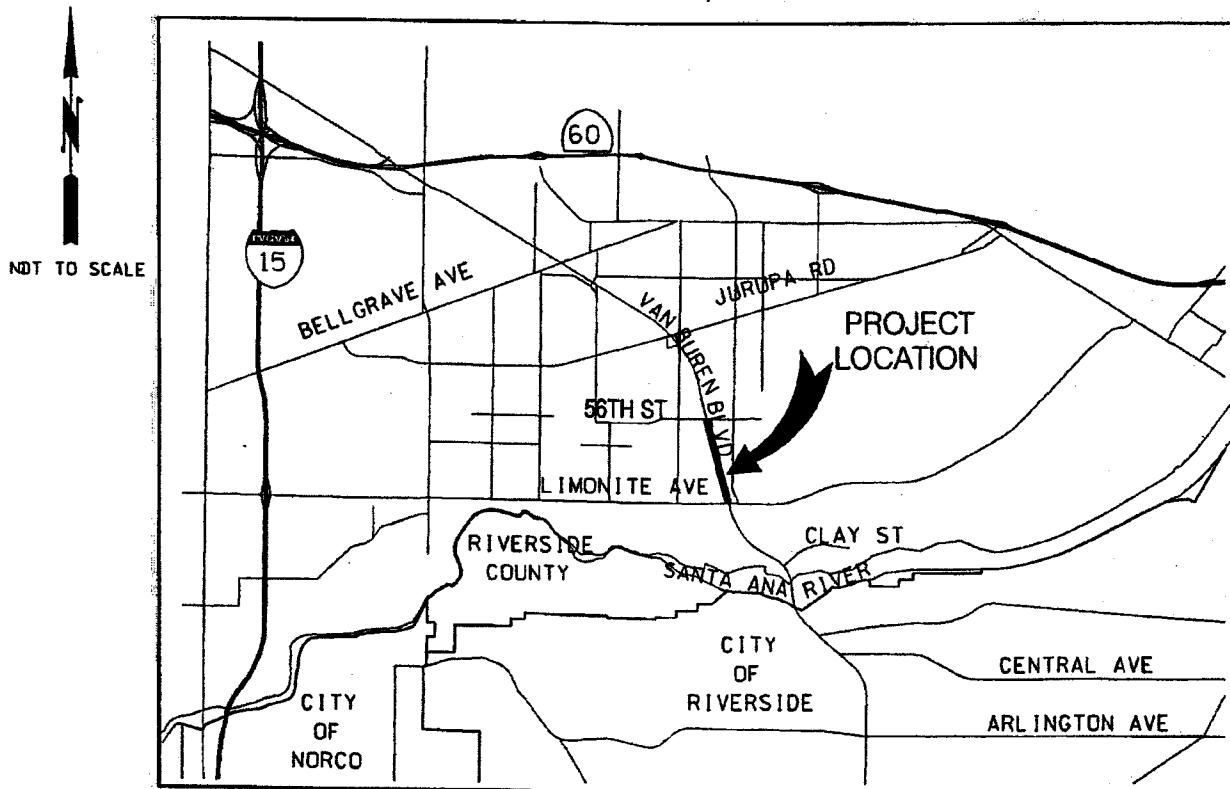 N
NOT TO SCALE
60
INTERSTATE
15
BELLGRAVE AVE
JURUPA RD
VAN BUREN BLVD
PROJECT
LOCATION
56TH ST
LIMONITE AVE
CLAY ST
RIVERSIDE
COUNTY
SANTA ANA RIVER
CITY
OF
RIVERSIDE
CENTRAL AVE
CITY
OF
NORCO
ARLINGTON AVE